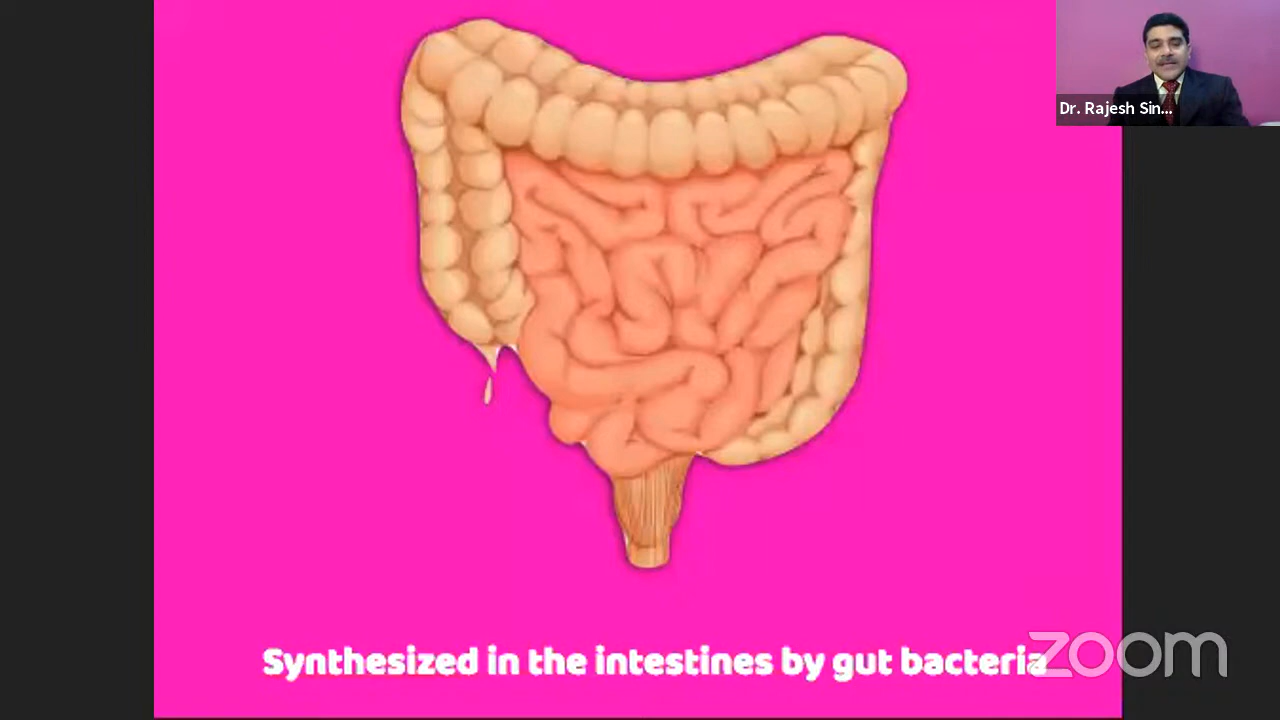 Dr. Rajesh Sin...
Synthesized in the intestines by gut bacteria
zoom